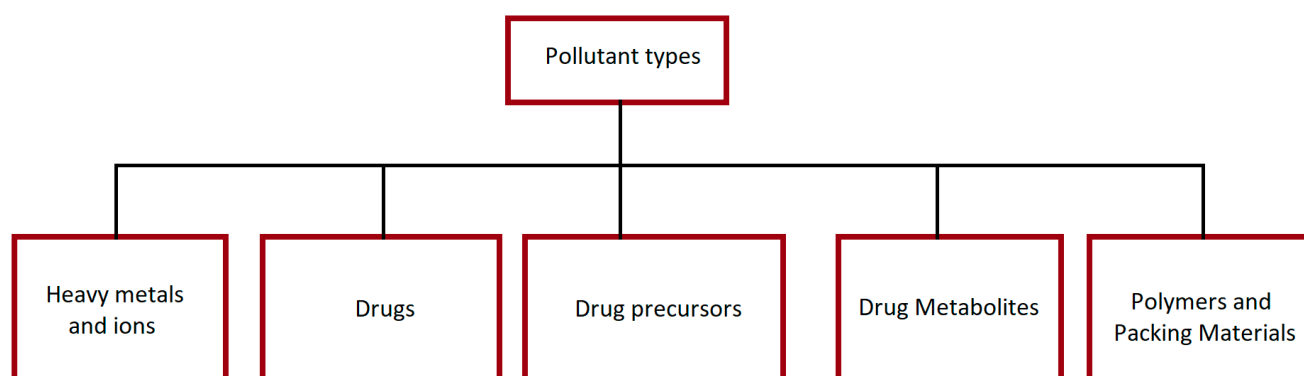 Pollutant types
Heavy metals
and ions
Drugs
Drug precursors
Drug Metabolites
Polymers and
Packing Materials